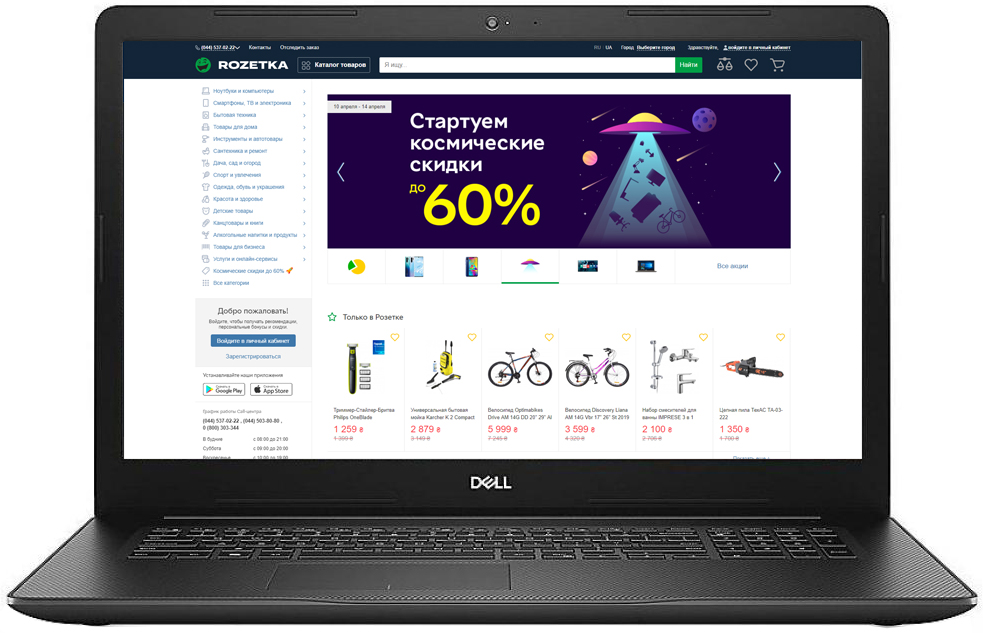 (044) 537-02-22 Контакты Отследить заказ RU | UA Город Выберите город Здравствуйте, войдите в личный кабинет
ROZETKA Каталог товаров Я ищу... Найти
Ноутбуки и компьютеры
Смартфоны, ТВ и электроника
Бытовая техника
Товары для дома
Инструменты и автотовары
Сантехника и ремонт
Дача, сад и огород
Спорт и увлечения
Одежда, обувь и украшения
Красота и здоровье
Детские товары
Канцтовары и книги
Алкогольные напитки и продукты
Товары для бизнеса
Услуги и онлайн-сервисы
Космические скидки до 60%
Все категории
10 апреля - 14 апреля
Стартуем
космические
скидки
до
60%
Все акции
Добро пожаловать!
Войдите, чтобы получать рекомендации,
персональные бонусы и скидки.
Войдите в личный кабинет
Зарегистрироваться
Устанавливайте наши приложения
Google Play
App Store
График работы Call-центра
(044) 537-02-22 , (044) 503-80-80 ,
0 (800) 303-344
В будние с 08:00 до 21:00
Суббота с 09:00 до 20:00
Воскресенье с 10:00 до 19:00
Только в Розетке
Триммер-Стайлер-Бритва
Philips OneBlade
1 259 ₴
1 399 ₴
Универсальная бытовая
мойка Karcher K 2 Compact
2 879 ₴
3 149 ₴
Велосипед Optimabikes
Drive AM 14G DD 20" 29" Al
5 999 ₴
7 245 ₴
Велосипед Discovery Liana
AM 14G Vbr 17" 26" St 2019
3 599 ₴
4 320 ₴
Набор смесителей для
ванны IMPRESE 3 в 1
2 100 ₴
2 706 ₴
Цепная пила ТехАС TA-03-
222
1 350 ₴
1 700 ₴
DELL